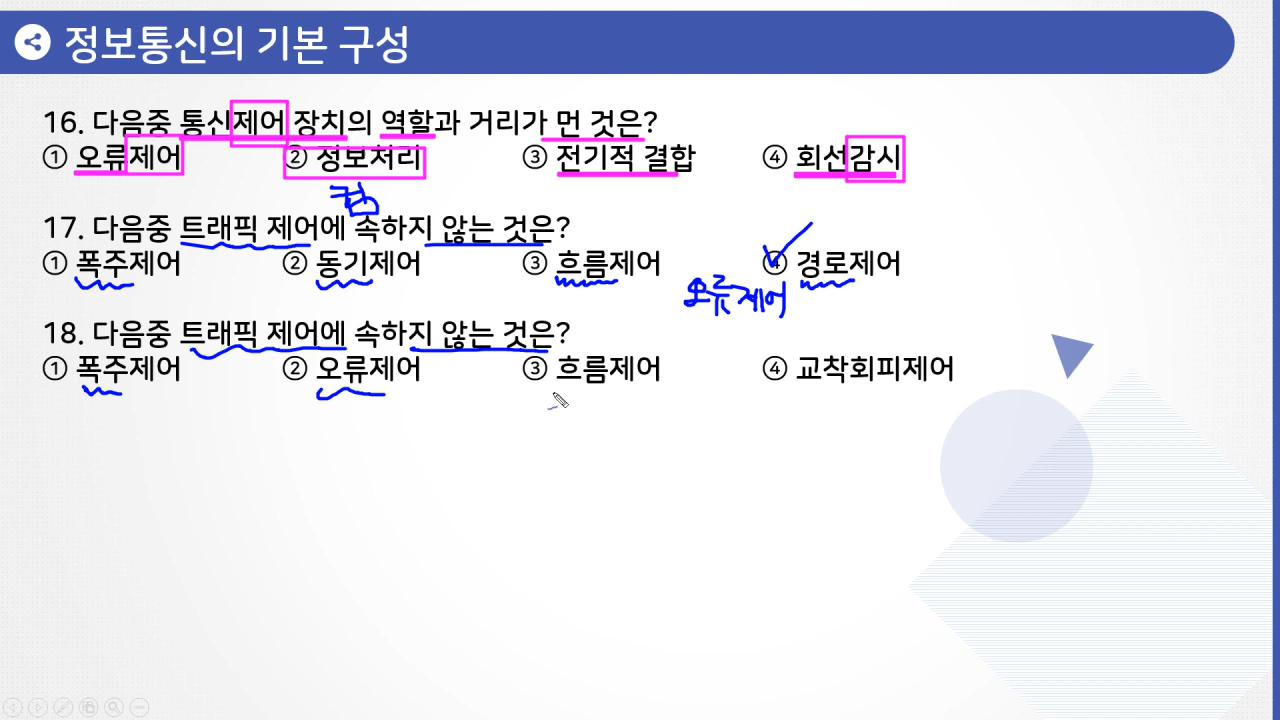 정보통신의 기본 구성
16. 다음중 통신제어 장치의 역할과 거리가 먼 것은?
① 오류제어 ② 정보처리 ③ 전기적 결합 ④ 회선감시
컴
17. 다음중 트래픽 제어에 속하지 않는 것은?
① 폭주제어 ② 동기제어 ③ 흐름제어 ④ 경로제어
오류제어
18. 다음중 트래픽 제어에 속하지 않는 것은?
① 폭주제어 ② 오류제어 ③ 흐름제어 ④ 교착회피제어